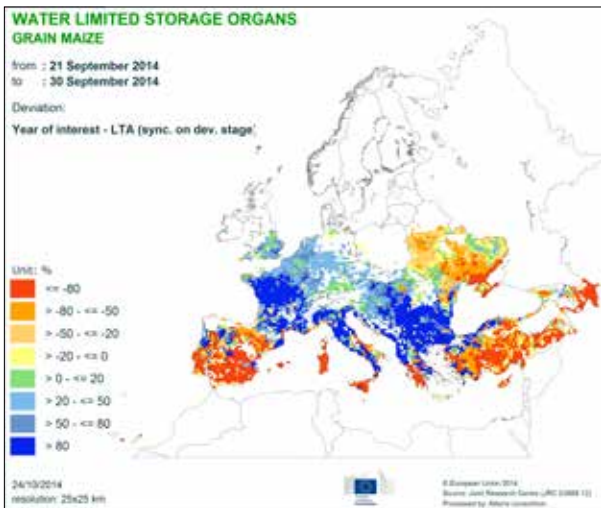 WATER LIMITED STORAGE ORGANS
GRAIN MAIZE
from : 21 September 2014
to : 30 September 2014
Deviation:
Year of interest - LTA (sync. on dev. stage)
Unit: %
<= -80
> -80 - <= -50
> -50 - <= -20
> -20 - <= 0
> 0 - <= 20
> 20 - <= 50
> 50 - <= 80
> 80
24/10/2014
resolution: 25x25 km
© European Union 2014
Source: Joint Research Centre
Processed by: Alterra consortium